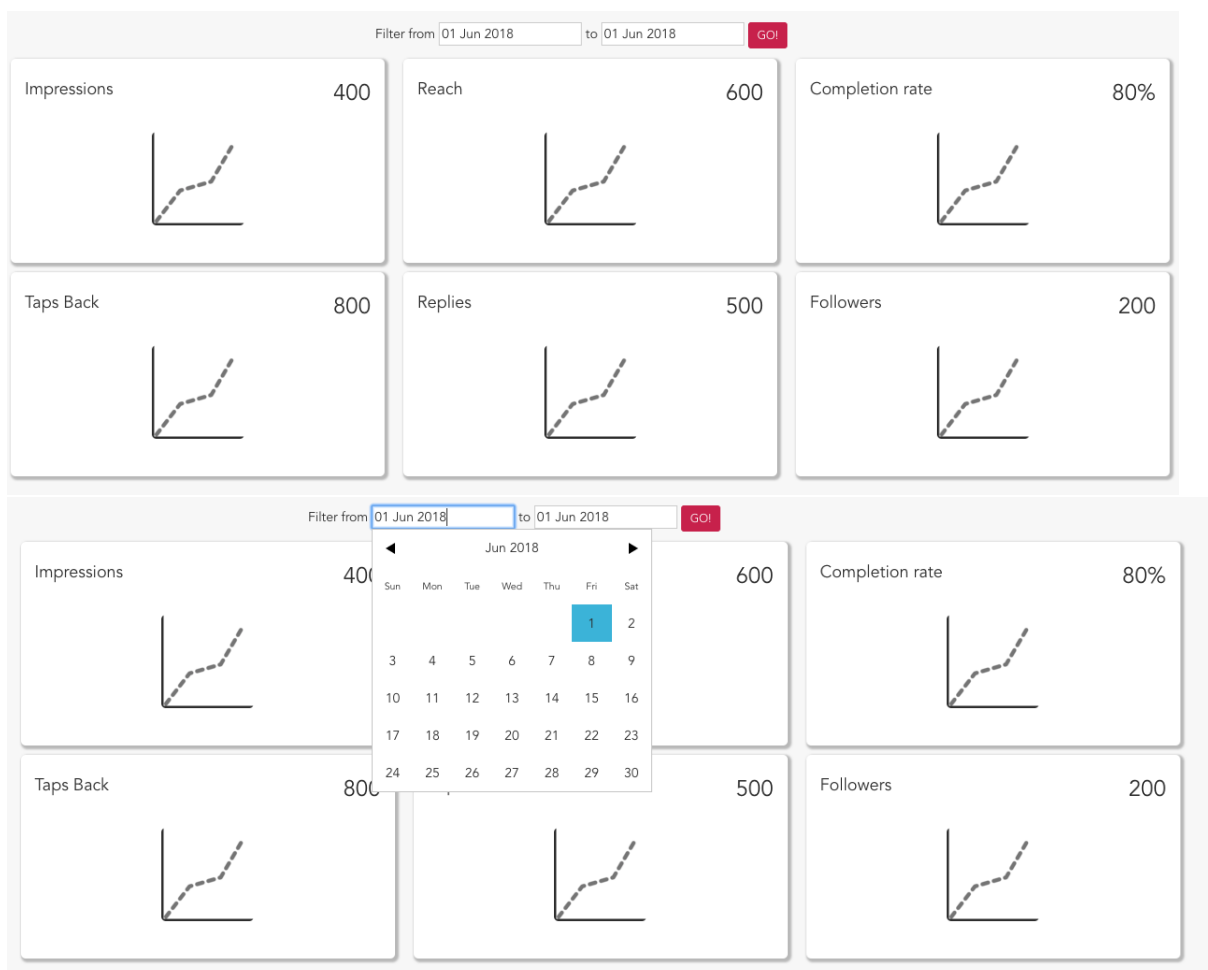 Filter from 01 Jun 2018 to 01 Jun 2018 GO!
Impressions 400 Reach 600 Completion rate 80%
Taps Back 800 Replies 500 Followers 200
Filter from 01 Jun 2018 to 01 Jun 2018 GO!
Jun 2018
Impressions 400 600 Completion rate 80%
Sun Mon Tue Wed Thu Fri Sat
1 2
3 4 5 6 7 8 9
10 11 12 13 14 15 16
17 18 19 20 21 22 23
24 25 26 27 28 29 30
Taps Back 800 500 Followers 200